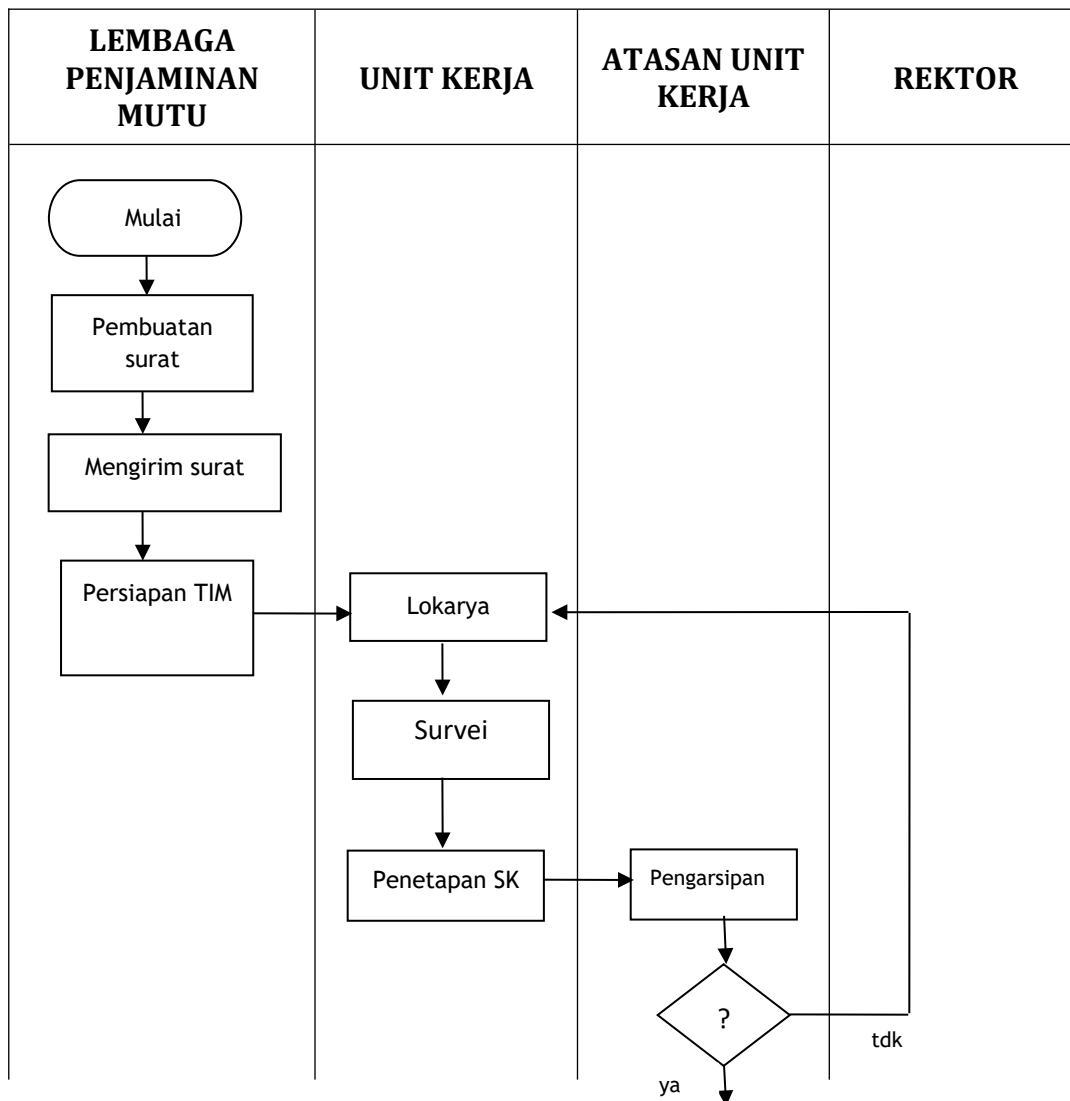 LEMBAGA
PENJAMINAN
MUTU
UNIT KERJA
ATASAN UNIT
KERJA
REKTOR
Mulai
Pembuatan
surat
Mengirim surat
Persiapan TIM
Lokarya
Survei
Penetapan SK
Pengarsipan
?
tdk
ya